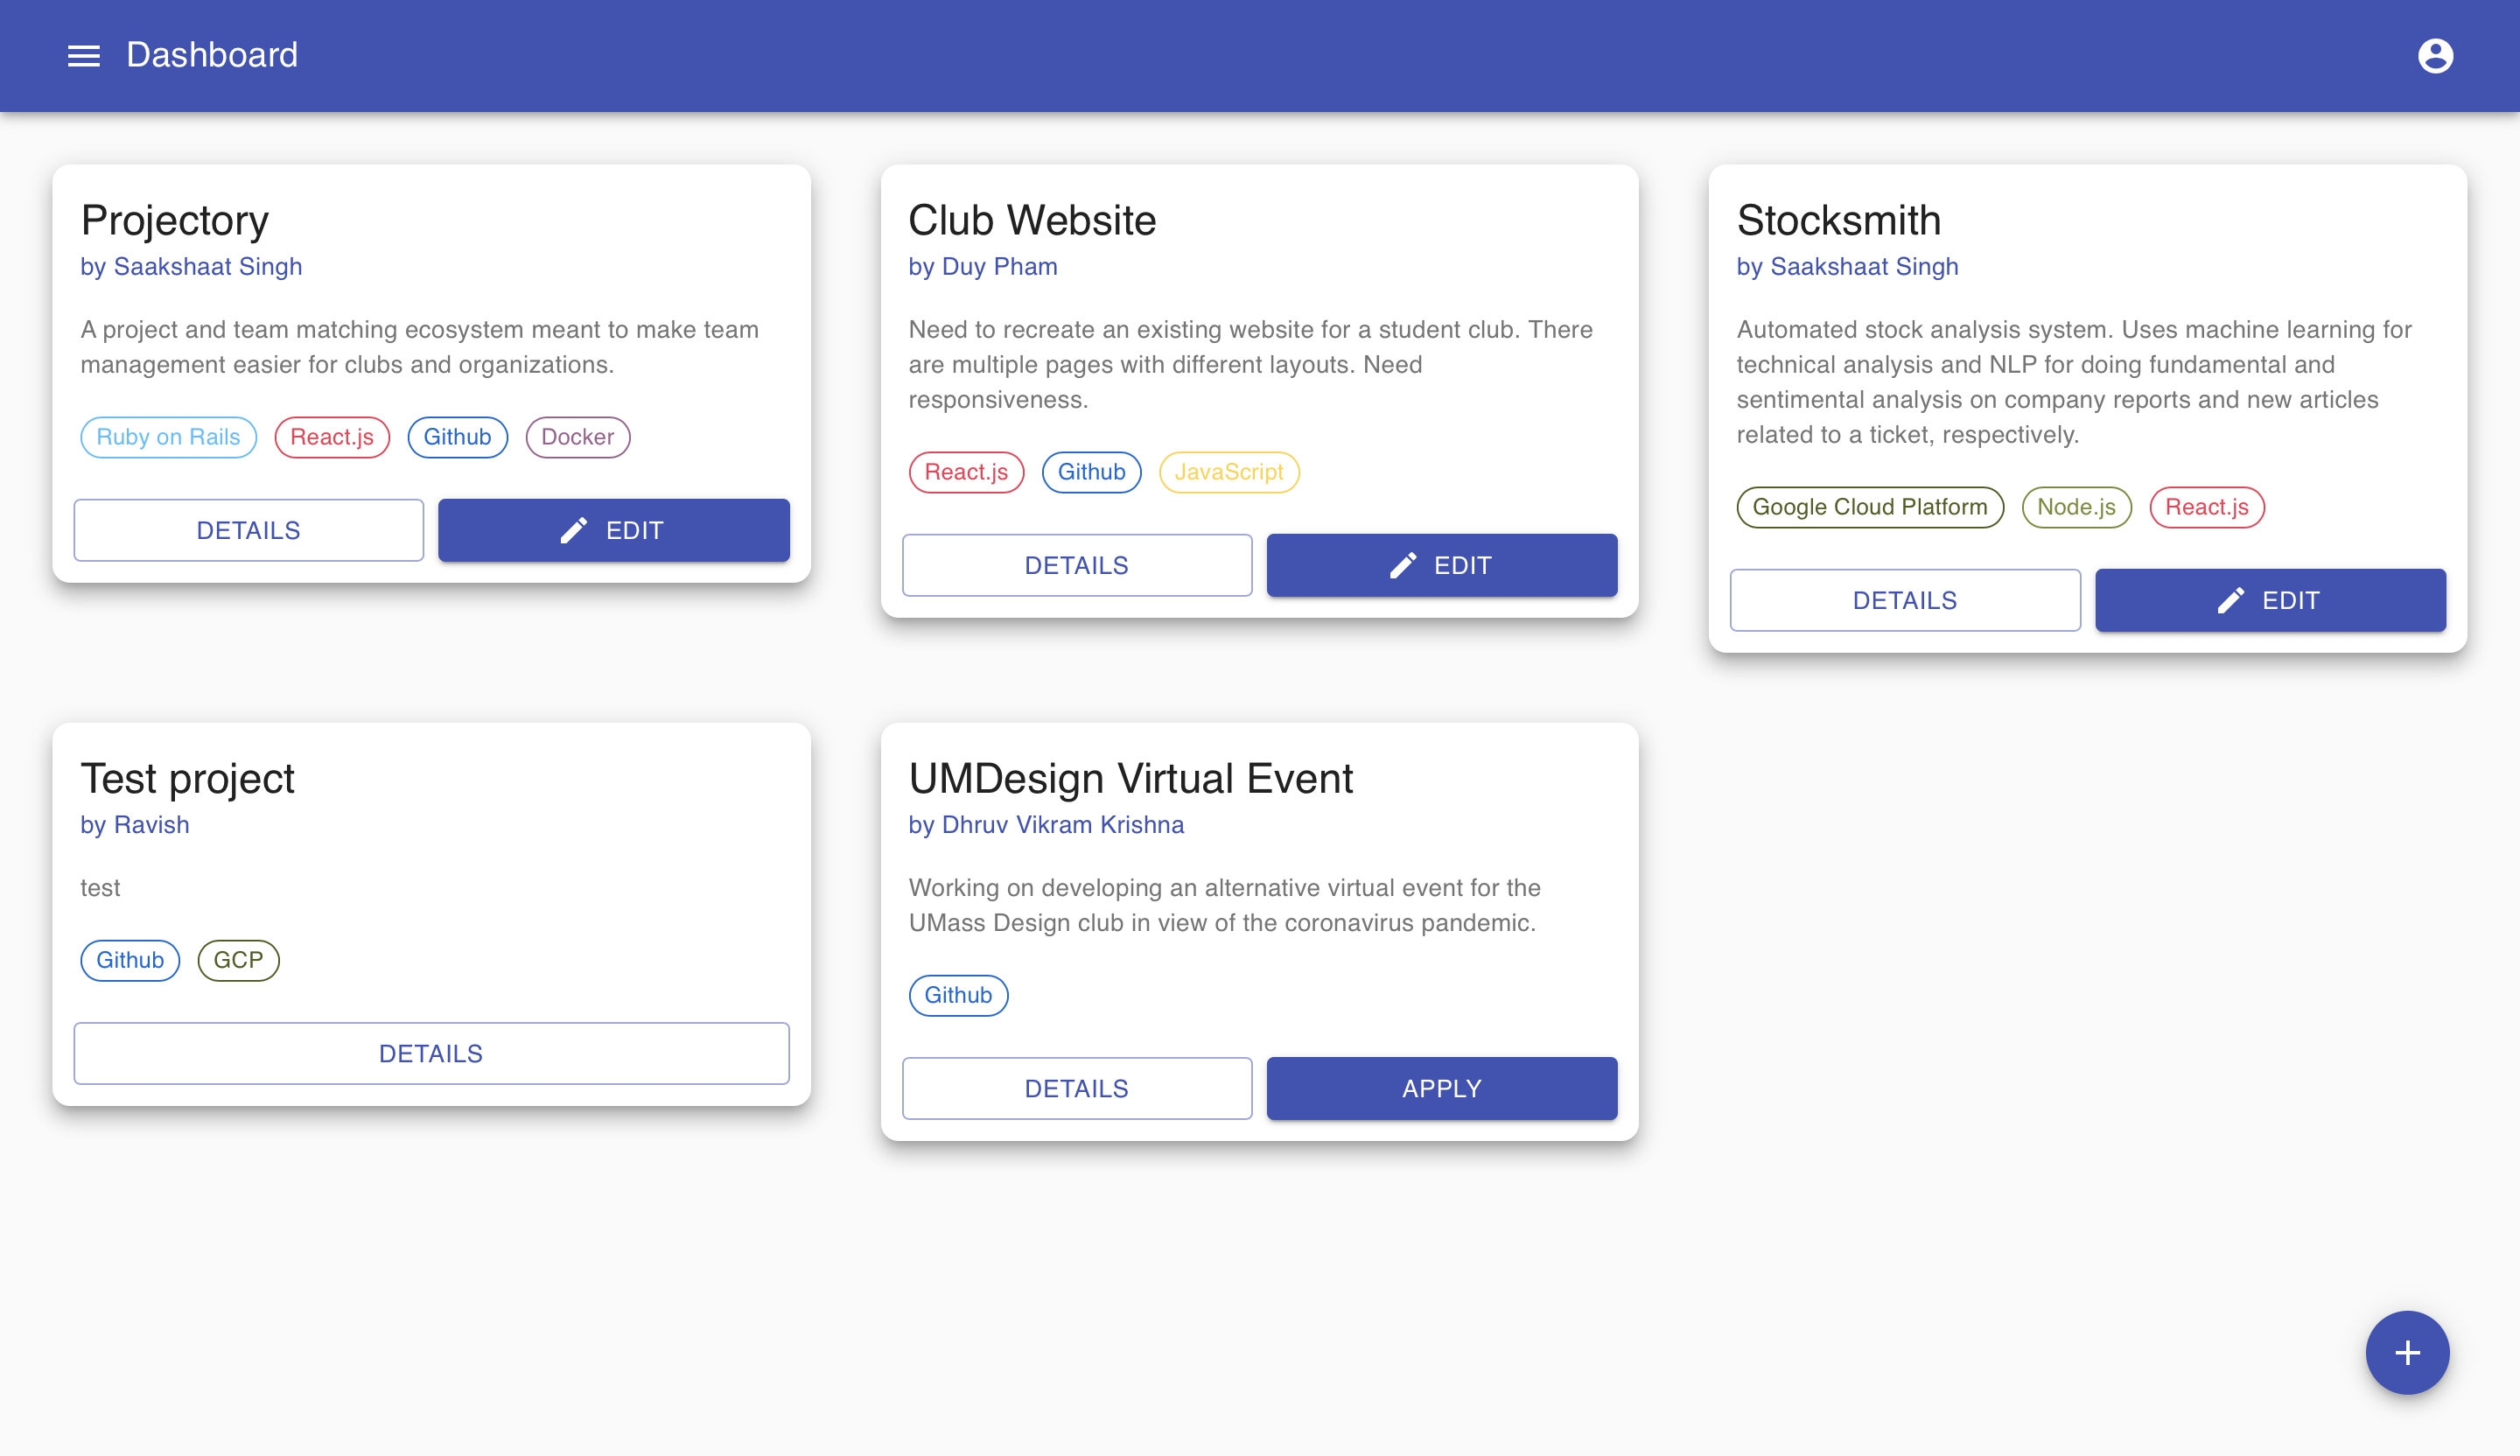 Dashboard
Projectory
by Saakshaat Singh
A project and team matching ecosystem meant to make team
management easier for clubs and organizations.
Ruby on Rails React.js Github Docker
DETAILS EDIT
Club Website
by Duy Pham
Need to recreate an existing website for a student club. There
are multiple pages with different layouts. Need
responsiveness.
React.js Github JavaScript
DETAILS EDIT
Stocksmith
by Saakshaat Singh
Automated stock analysis system. Uses machine learning for
technical analysis and NLP for doing fundamental and
sentimental analysis on company reports and new articles
related to a ticket, respectively.
Google Cloud Platform Node.js React.js
DETAILS EDIT
Test project
by Ravish
test
Github GCP
DETAILS
UMDesign Virtual Event
by Dhruv Vikram Krishna
Working on developing an alternative virtual event for the
UMass Design club in view of the coronavirus pandemic.
Github
DETAILS APPLY